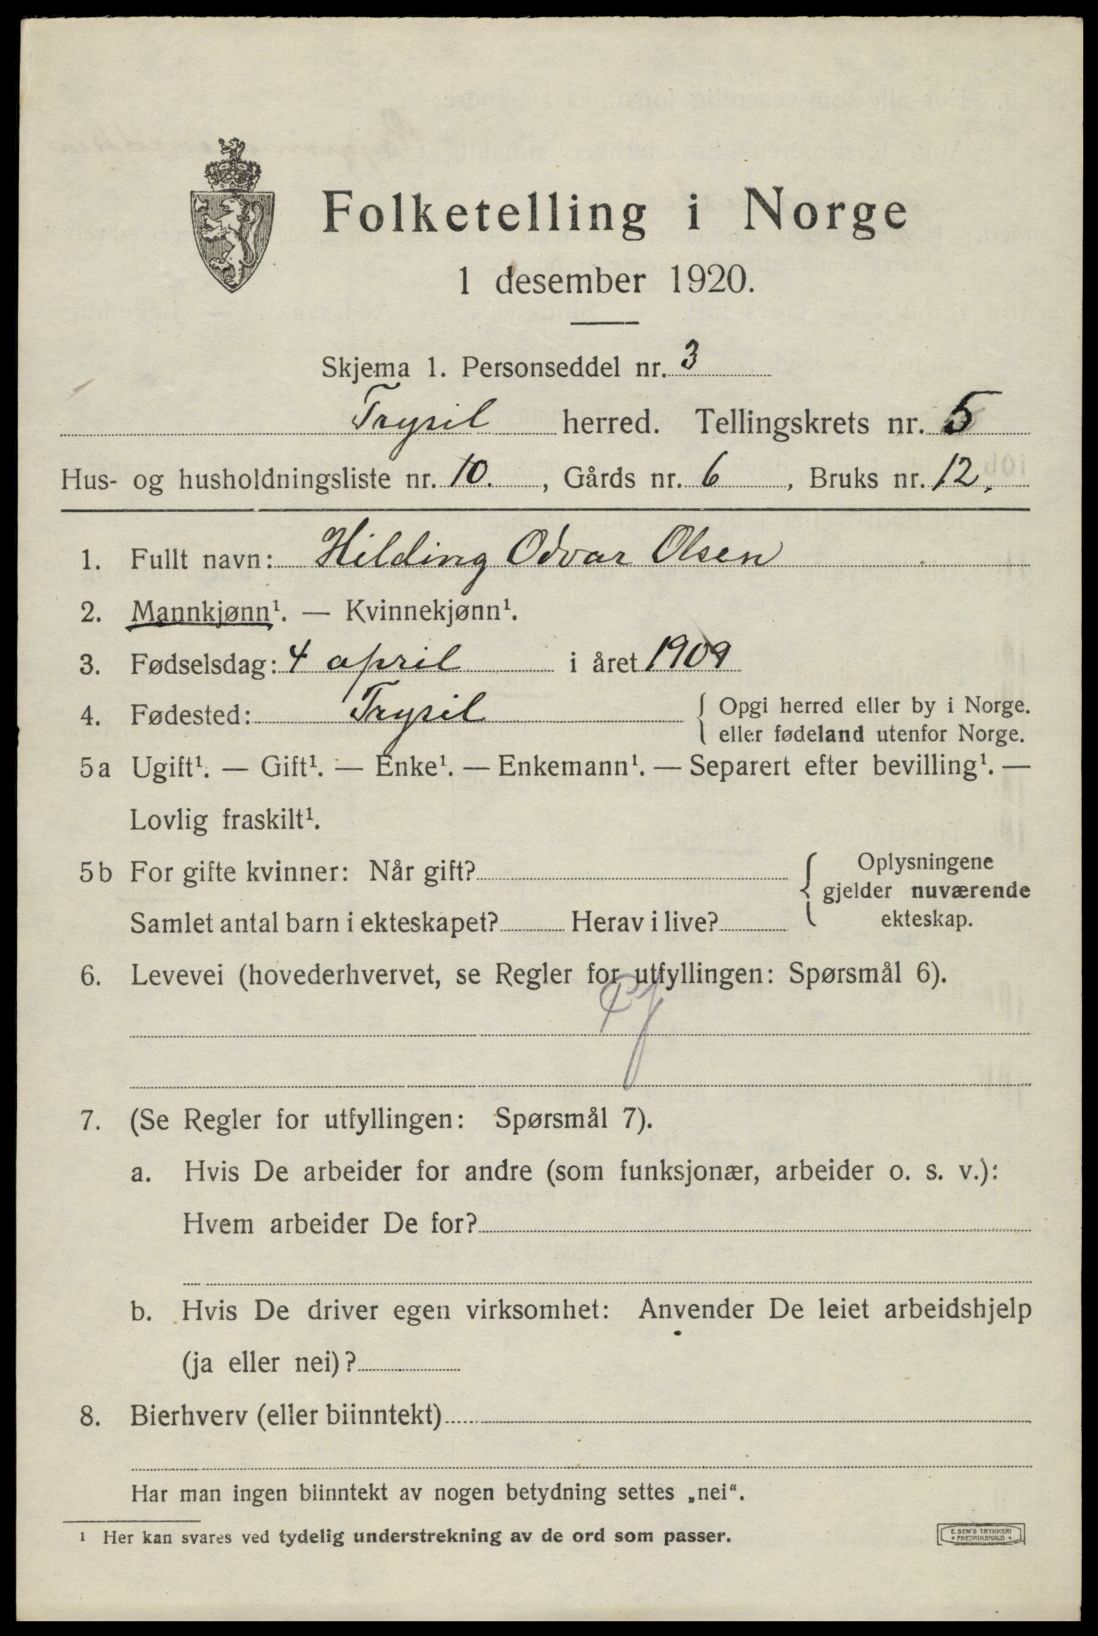 Folketelling i Norge
1 desember 1920.
Skjema 1. Personseddel nr. 3
Trysil herred. Tellingskrets nr. 5
Hus- og husholdningsliste nr. 10. , Gårds nr. 6 , Bruks nr. 12.
1. Fullt navn: Hilding Odvar Olsen
2. Mannkjønn¹. — Kvinnekjønn¹.
3. Fødselsdag: 4 april i året 1909
4. Fødested: Trysil { Opgi herred eller by i Norge.
eller fødeland utenfor Norge.
5a Ugift¹. — Gift¹. — Enke¹. — Enkemann¹. — Separert efter bevilling¹. —
Lovlig fraskilt¹.
5b For gifte kvinner: Når gift? { Oplysningene
gjelder nuværende
Samlet antal barn i ekteskapet? Herav i live? ekteskap.
6. Levevei (hovederhvervet, se Regler for utfyllingen: Spørsmål 6).
7. (Se Regler for utfyllingen: Spørsmål 7).
a. Hvis De arbeider for andre (som funksjonær, arbeider o. s. v.):
Hvem arbeider De for?
b. Hvis De driver egen virksomhet: Anvender De leiet arbeidshjelp
(ja eller nei)?
8. Bierhverv (eller biinntekt)
Har man ingen biinntekt av nogen betydning settes „nei“.
¹ Her kan svares ved tydelig understrekning av de ord som passer.
E. SEM'S TRYKKERI
• FREDRIKSHALD •